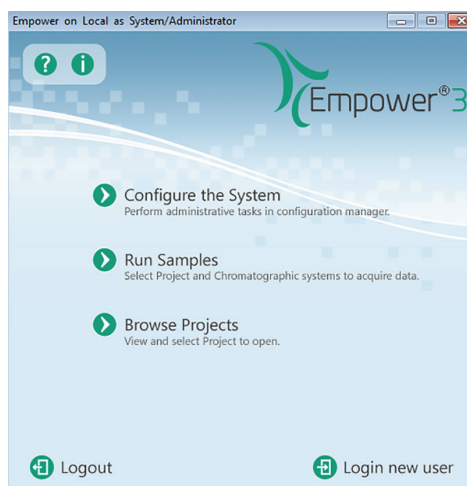 Empower on Local as System/Administrator
? i
Empower®3
Configure the System
Perform administrative tasks in configuration manager.
Run Samples
Select Project and Chromatographic systems to acquire data.
Browse Projects
View and select Project to open.
Logout
Login new user